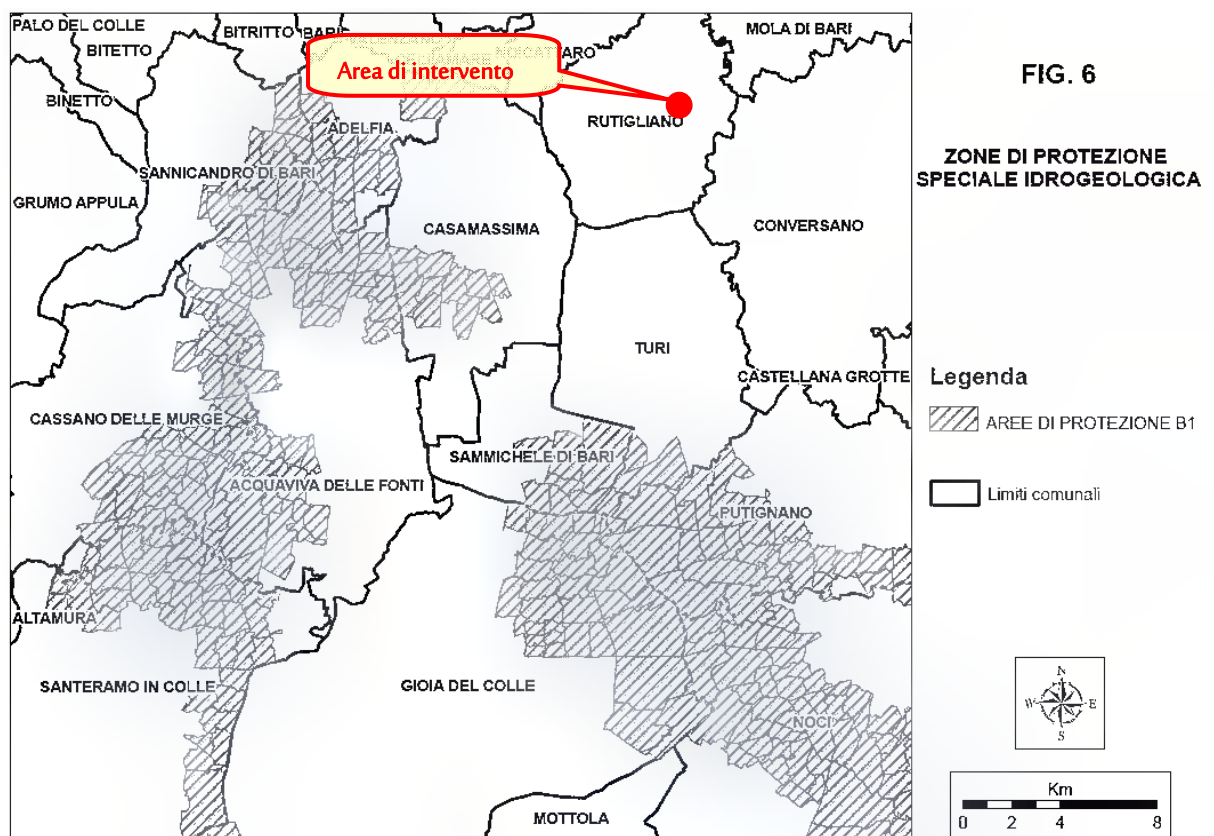 PALO DEL COLLE
BITRITTO
BARI
MOLA DI BARI
BITETTO
NOICATTARO
Area di intervento
BINETTO
RUTIGLIANO
ADELFIA
SANNICANDRO DI BARI
GRUMO APPULA
CASAMASSIMA
CONVERSANO
TURI
CASTELLANA GROTTE
CASSANO DELLE MURGE
SAMMICHELE DI BARI
ACQUAVIVA DELLE FONTI
PUTIGNANO
ALTAMURA
SANTERAMO IN COLLE
GIOIA DEL COLLE
NOCI
MOTTOLA
FIG. 6
ZONE DI PROTEZIONE
SPECIALE IDROGEOLOGICA
Legenda
AREE DI PROTEZIONE B1
Limiti comunali
N
W E
S
Km
0 2 4 8